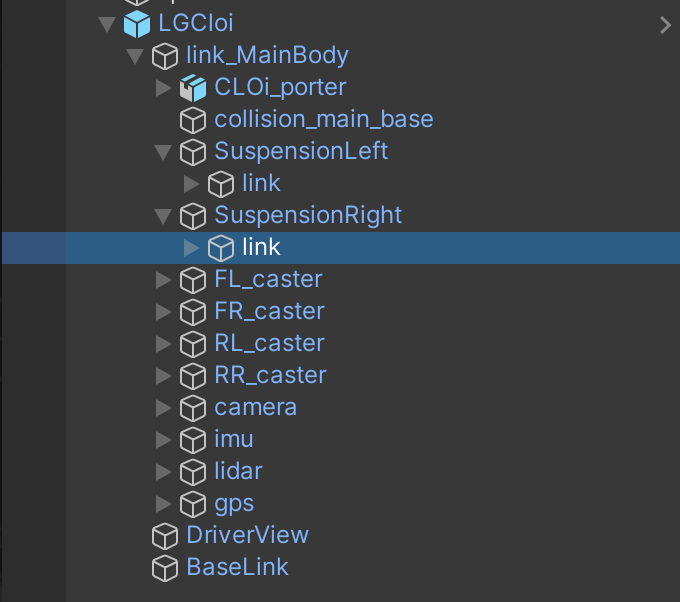 LGCloi
link_MainBody
CLOi_porter
collision_main_base
SuspensionLeft
link
SuspensionRight
link
FL_caster
FR_caster
RL_caster
RR_caster
camera
imu
lidar
gps
DriverView
BaseLink